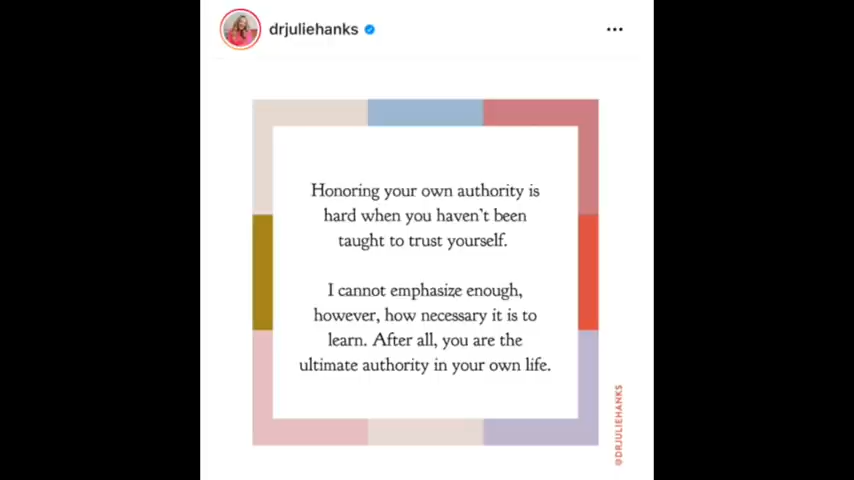 drjuliehanks
Honoring your own authority is
hard when you haven't been
taught to trust yourself.
I cannot emphasize enough,
however, how necessary it is to
learn. After all, you are the
ultimate authority in your own life.
@DRJULIEHANKS